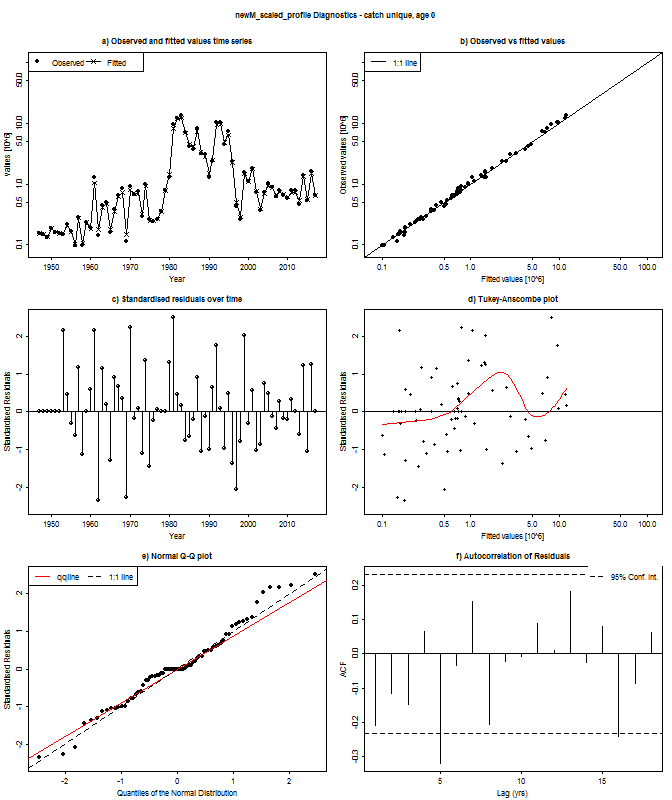 newM_scaled_profile Diagnostics - catch unique, age 0
a) Observed and fitted values time series
Observed Fitted
values [10^6]
0.1 0.5 1.0 5.0 10.0 50.0
1950 1960 1970 1980 1990 2000 2010
Year
b) Observed vs fitted values
1:1 line
Observed values [10^6]
0.1 0.5 1.0 5.0 10.0 50.0
0.1 0.5 1.0 5.0 10.0 50.0 100.0
Fitted values [10^6]
c) Standardised residuals over time
Standardised Residuals
-2 -1 0 1 2
1950 1960 1970 1980 1990 2000 2010
Year
d) Tukey-Anscombe plot
Standardised Residuals
-2 -1 0 1 2
0.1 0.5 1.0 5.0 10.0 50.0 100.0
Fitted values [10^6]
e) Normal Q-Q plot
qqline 1:1 line
Standardised Residuals
-2 -1 0 1 2
-2 -1 0 1 2
Quantiles of the Normal Distribution
f) Autocorrelation of Residuals
95% Conf. Int.
ACF
-0.3 -0.2 -0.1 0.0 0.1 0.2
5 10 15
Lag (yrs)